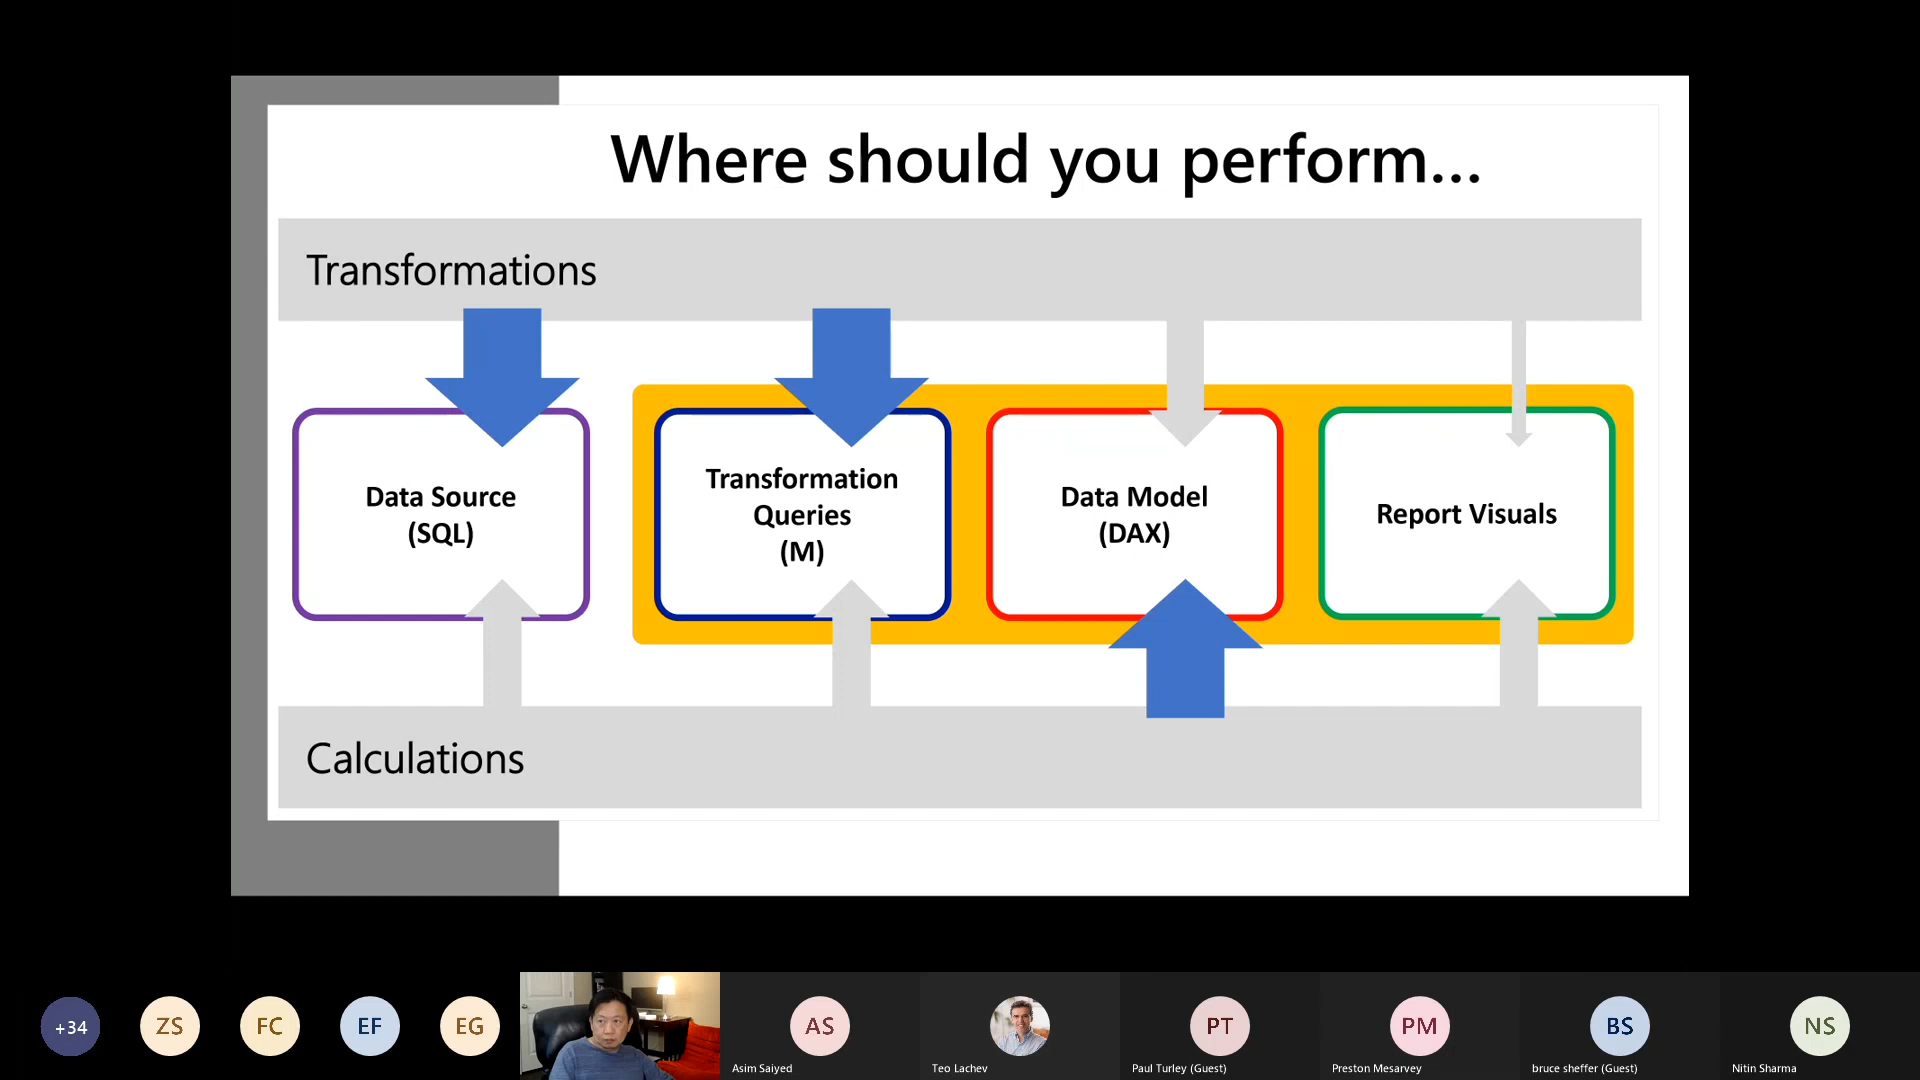 Where should you perform...
Transformations
Data Source
(SQL)
Transformation
Queries
(M)
Data Model
(DAX)
Report Visuals
Calculations
+34
ZS
FC
EF
EG
AS
PT
PM
BS
NS
Asim Saiyed
Teo Lachev
Paul Turley (Guest)
Preston Mesarvey
bruce sheffer (Guest)
Nitin Sharma